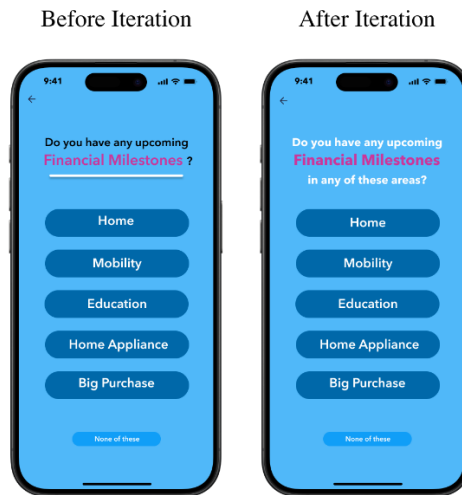 Before Iteration
After Iteration
9:41
Do you have any upcoming
Financial Milestones ?
Home
Mobility
Education
Home Appliance
Big Purchase
None of these
9:41
Do you have any upcoming
Financial Milestones
in any of these areas?
Home
Mobility
Education
Home Appliance
Big Purchase
None of these